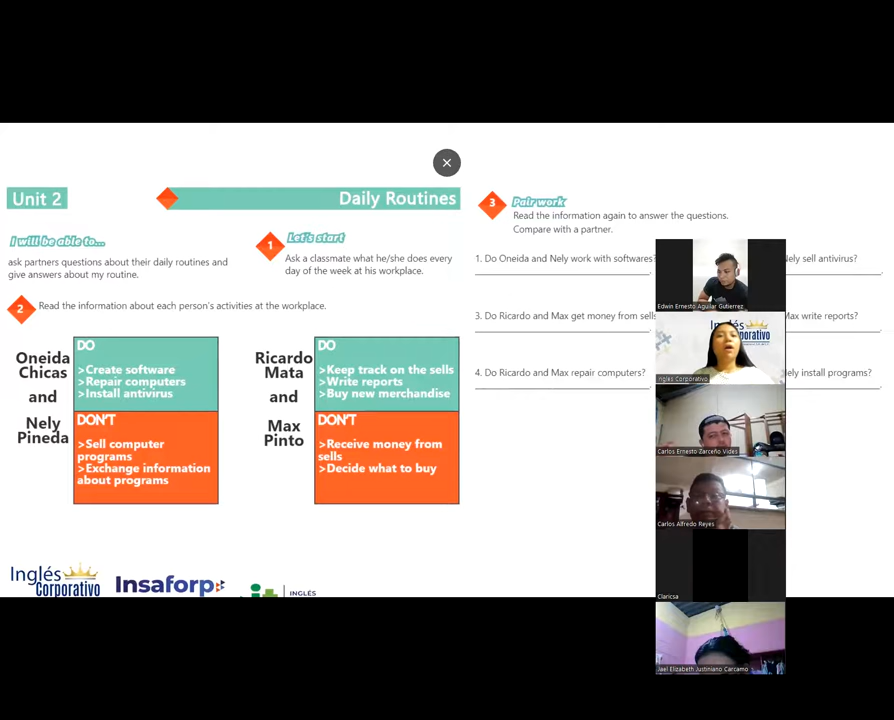 Unit 2
Daily Routines
I will be able to...
ask partners questions about their daily routines and
give answers about my routine.
1
Let's start
Ask a classmate what he/she does every
day of the week at his workplace.
2
Read the information about each person's activities at the workplace.
Oneida
Chicas
and
Nely
Pineda
DO
>Create software
>Repair computers
>Install antivirus
DON'T
>Sell computer
programs
>Exchange information
about programs
Ricardo
Mata
and
Max
Pinto
DO
>Keep track on the sells
>Write reports
>Buy new merchandise
DON'T
>Receive money from
sells
>Decide what to buy
Inglés
Corporativo
Insaforp
INGLÉS
3
Pair work
Read the information again to answer the questions.
Compare with a partner.
1. Do Oneida and Nely work with softwares?
Nely sell antivirus?
3. Do Ricardo and Max get money from sells
Max write reports?
4. Do Ricardo and Max repair computers?
Nely install programs?
Edwin Ernesto Aguilar Gutierrez
Inglés
Corporativo
Ingles Corporativo
Carlos Ernesto Zarceño Vides
Carlos Alfredo Reyes
Claricsa
Jael Elizabeth Justiniano Carcamo